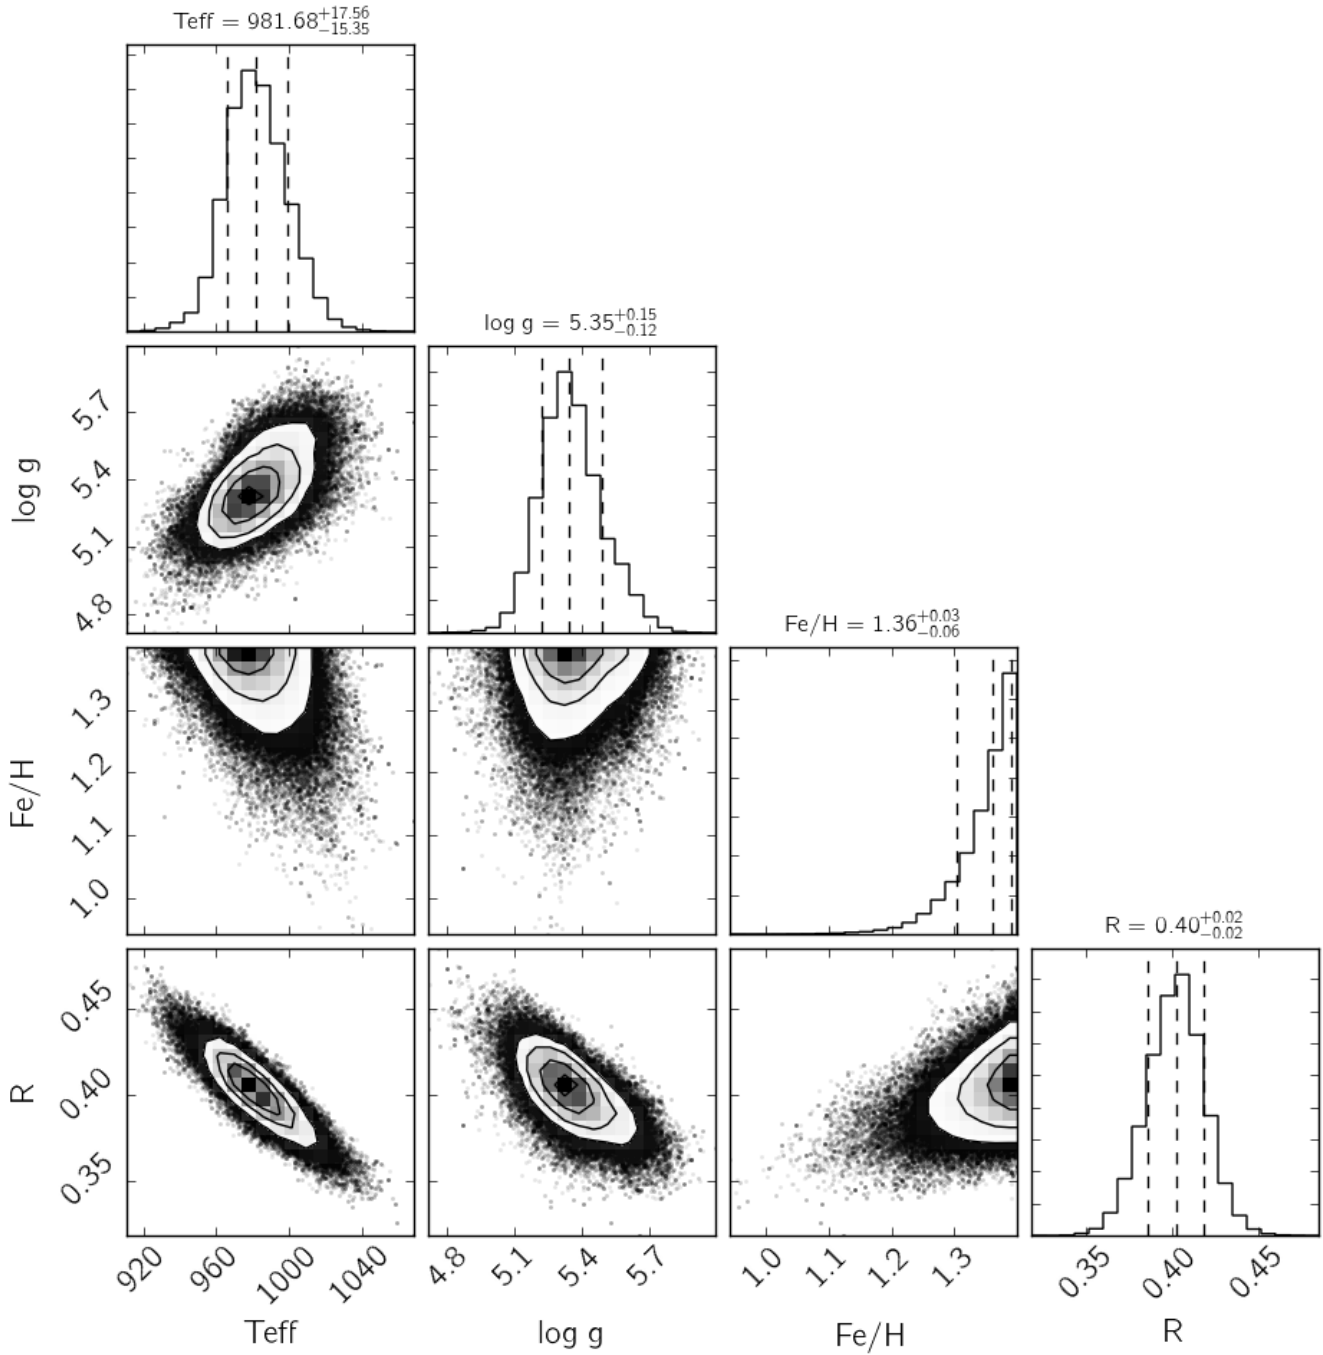 Teff = 981.68+17.56−15.35
log g = 5.35+0.15−0.12
5.7
5.4
5.1
4.8
log g
Fe/H = 1.36+0.03−0.06
1.3
1.2
1.1
1.0
Fe/H
R = 0.40+0.02−0.02
0.45
0.40
0.35
R
920 960 1000 1040 4.8 5.1 5.4 5.7 1.0 1.1 1.2 1.3 0.35 0.40 0.45
Teff log g Fe/H R